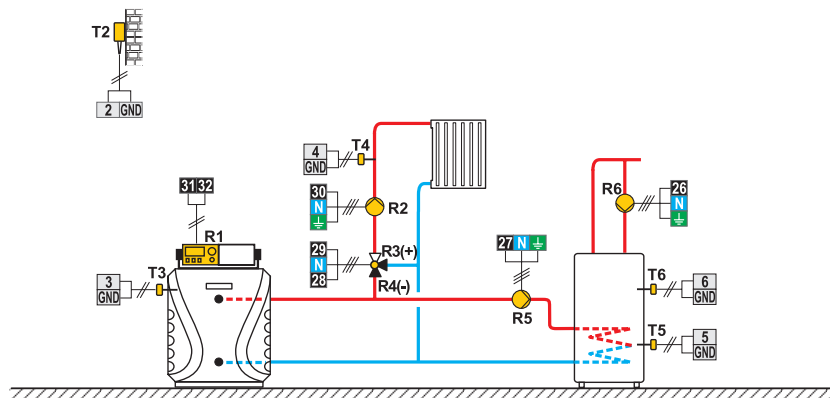 T2
2 GND
4
GND
T4
31 32
30
N
R2
R6
26
N
R1
29
N
28
R3(+)
R4(-)
27 N
3
GND
T3
T6
6
GND
R5
T5
5
GND